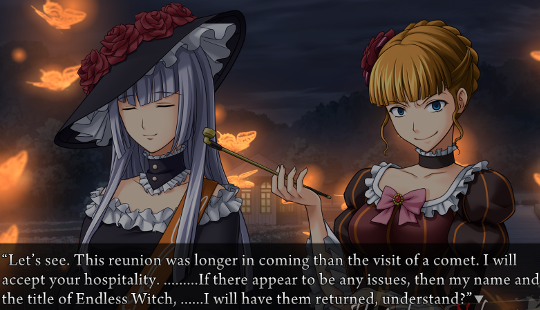 “Let’s see. This reunion was longer in coming than the visit of a comet. I will
accept your hospitality. .........If there appear to be any issues, then my name and
the title of Endless Witch, ......I will have them returned, understand?”▼